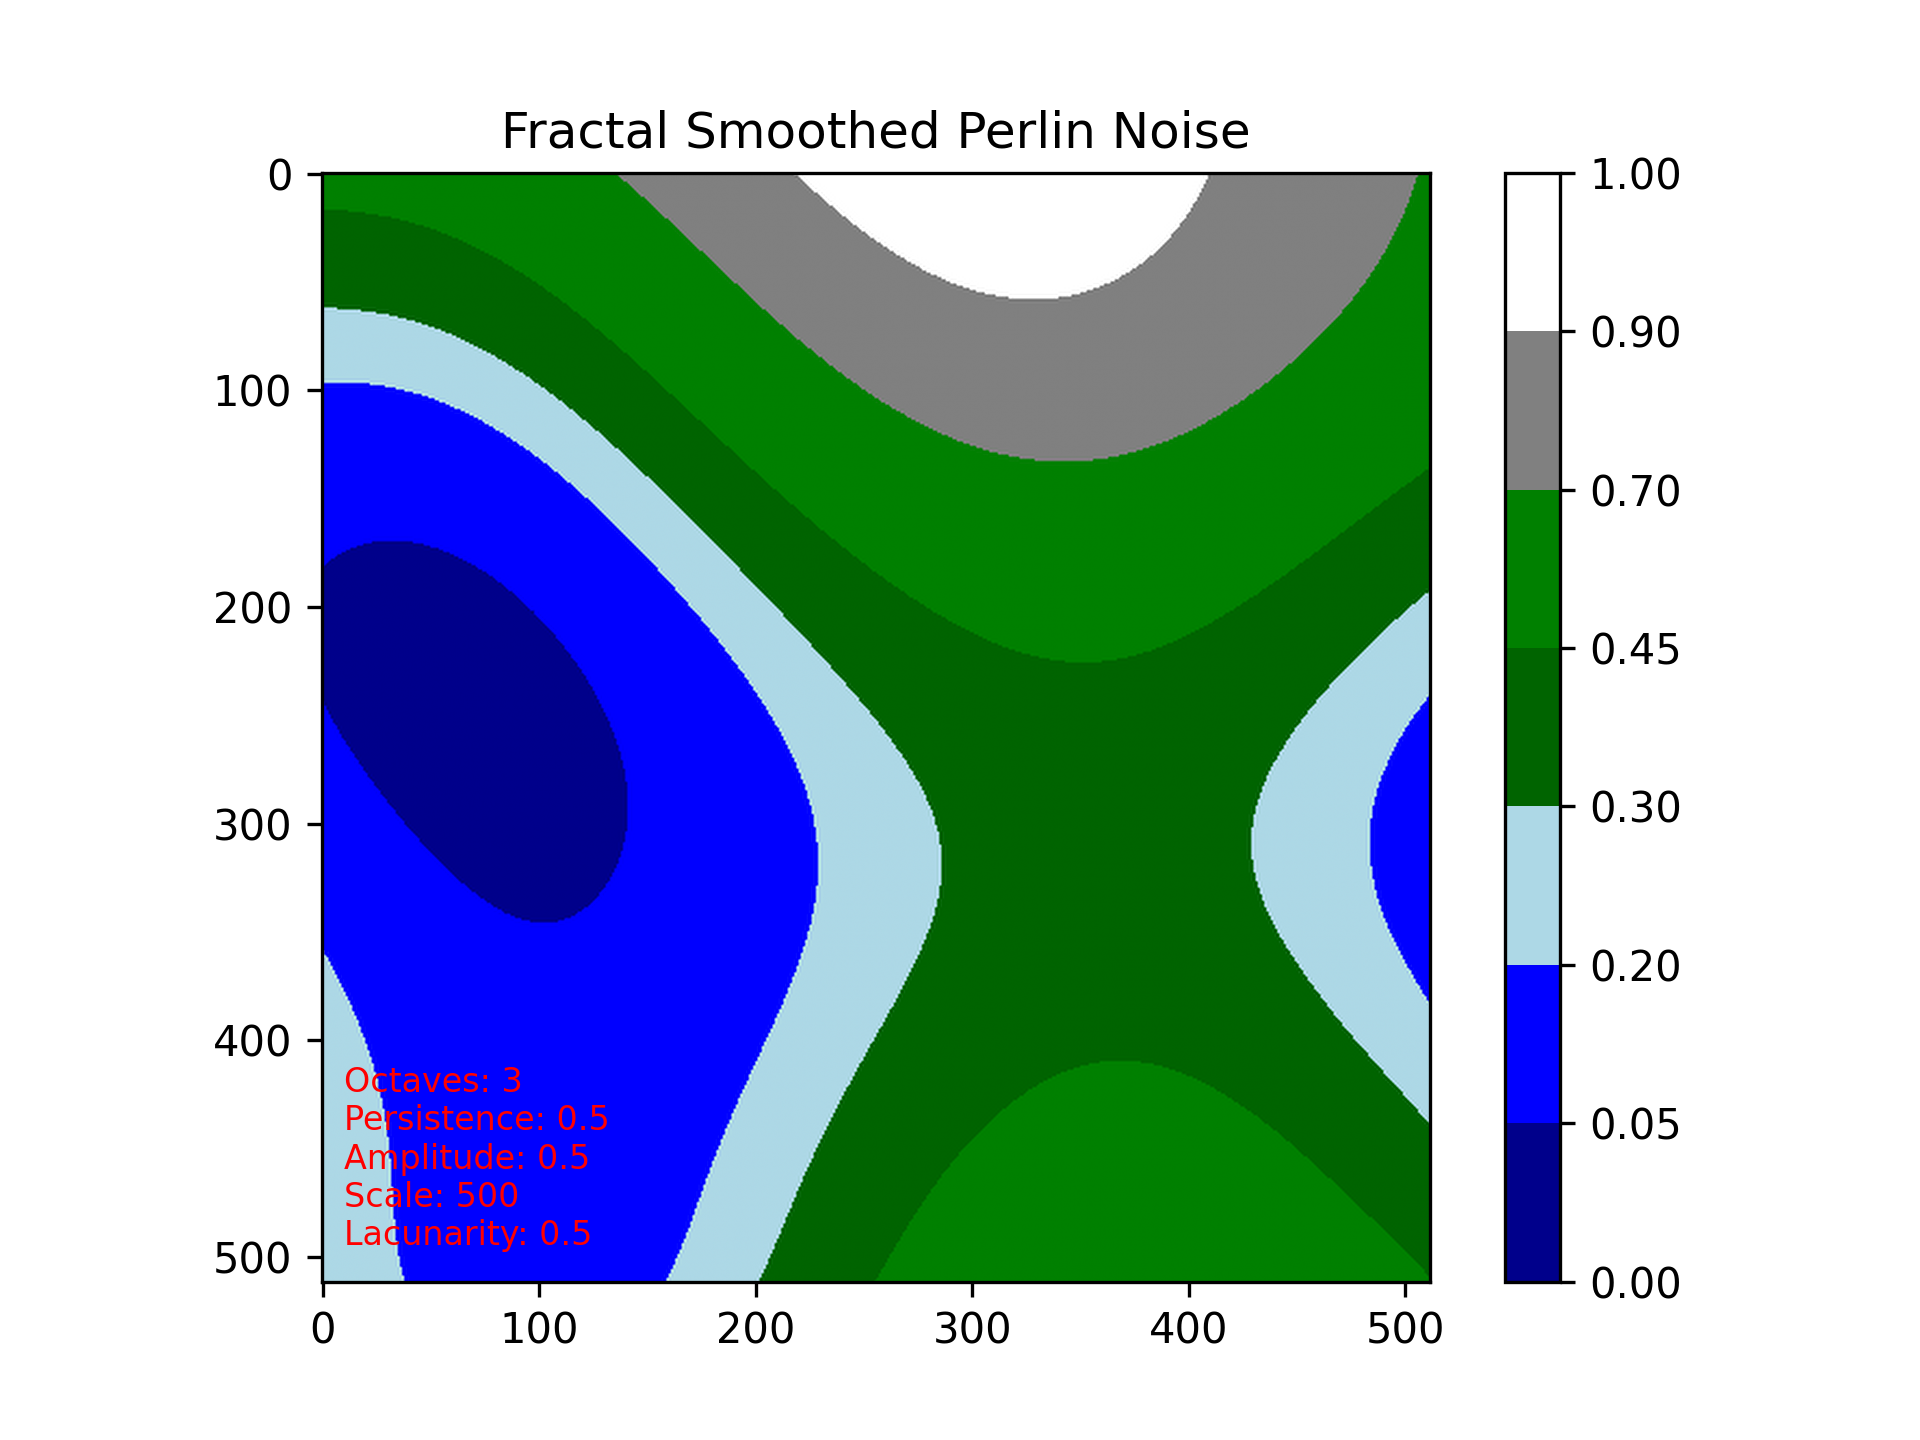 Fractal Smoothed Perlin Noise
0
100
200
300
400
500
Octaves: 3
Persistence: 0.5
Amplitude: 0.5
Scale: 500
Lacunarity: 0.5
0 100 200 300 400 500
1.00
0.90
0.70
0.45
0.30
0.20
0.05
0.00